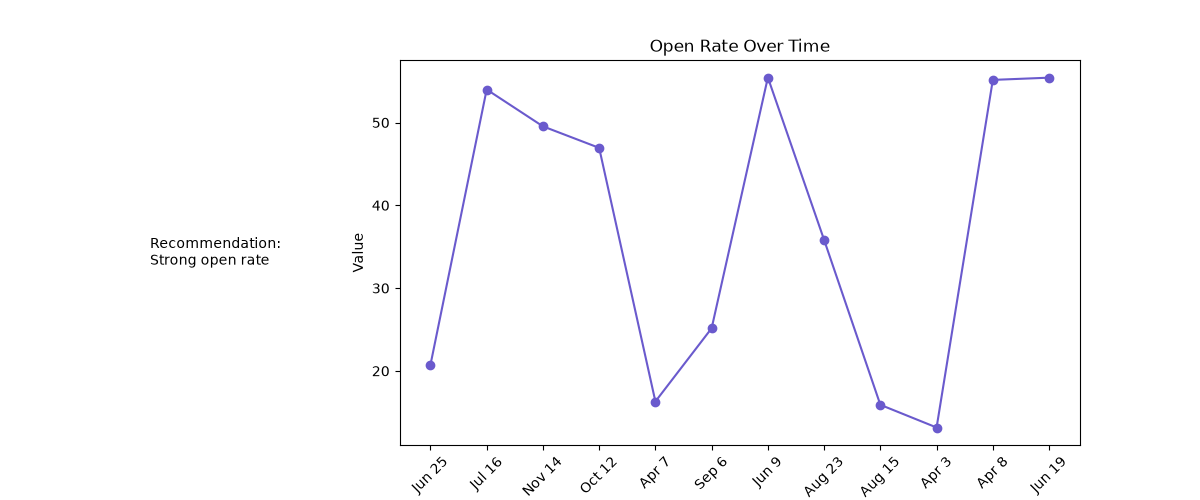 Open Rate Over Time
Recommendation:
Strong open rate
Value
50
40
30
20
Jun 25
Jul 16
Nov 14
Oct 12
Apr 7
Sep 6
Jun 9
Aug 23
Aug 15
Apr 3
Apr 8
Jun 19